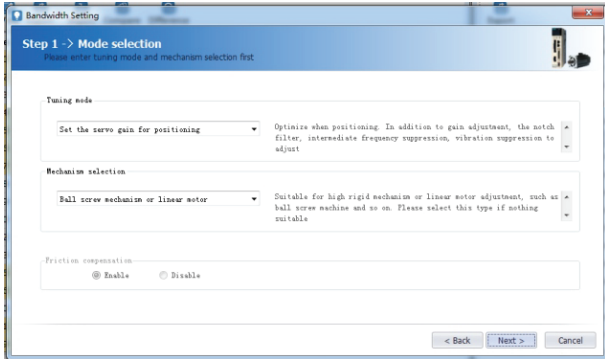 Bandwidth Setting
Step 1 -> Mode selection
Please enter tuning mode and mechanism selection first
Tuning mode
Set the servo gain for positioning
Optimize when positioning. In addition to gain adjustment, the notch
filter, intermediate frequency suppression, vibration suppression to
adjust
Mechanism selection
Ball screw mechanism or linear motor
Suitable for high rigid mechanism or linear motor adjustment, such as
ball screw machine and so on. Please select this type if nothing
suitable
Friction compensation
Enable
Disable
< Back
Next >
Cancel